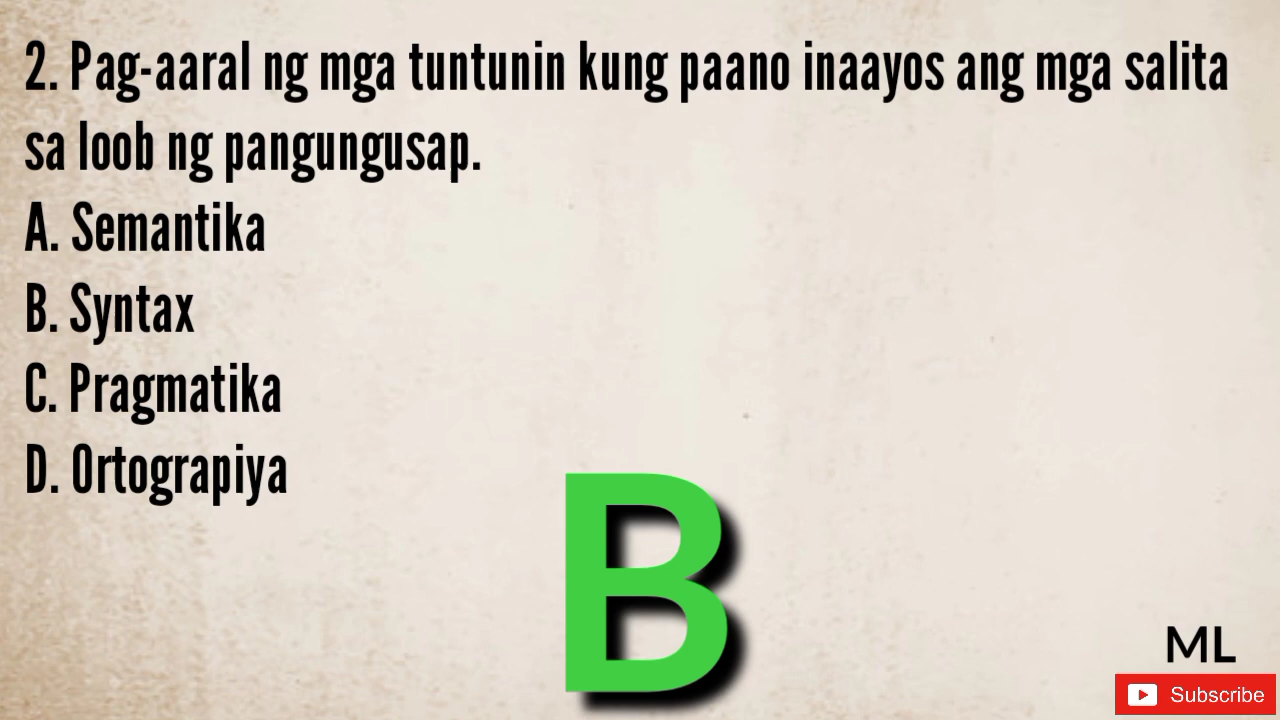 2. Pag-aaral ng mga tuntunin kung paano inaayos ang mga salita
sa loob ng pangungusap.
A. Semantika
B. Syntax
C. Pragmatika
D. Ortograpiya
B
ML
Subscribe